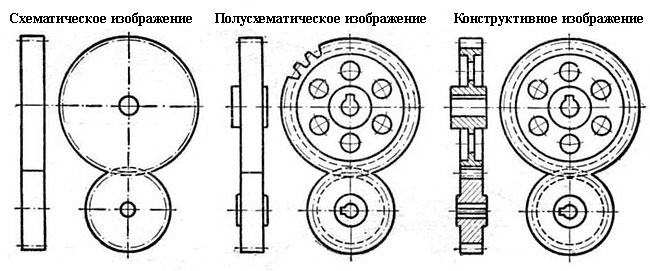 Схематическое изображение
Полусхематическое изображение
Конструктивное изображение